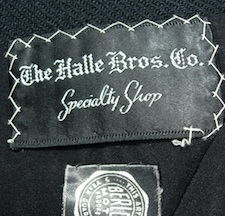 The Halle Bros. Co.
Specialty Shop